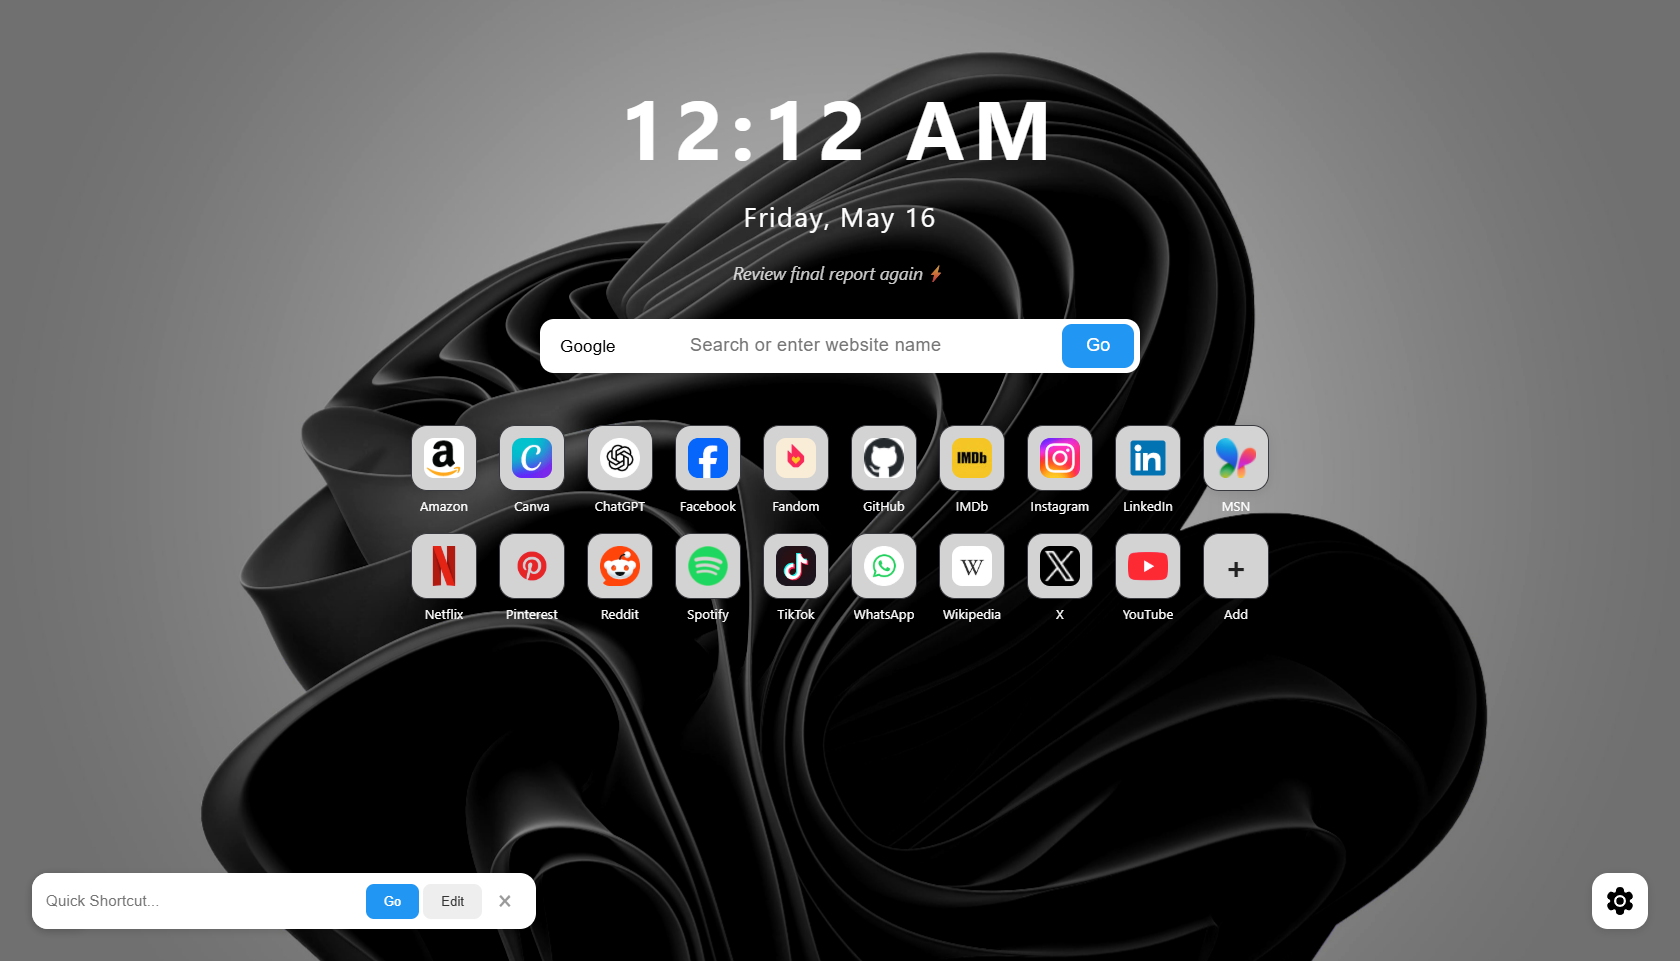 12:12 AM
Friday, May 16
Review final report again ⚡
Google Search or enter website name Go
a C f IMDb in
Amazon Canva ChatGPT Facebook Fandom GitHub IMDb Instagram LinkedIn MSN
N W X +
Netflix Pinterest Reddit Spotify TikTok WhatsApp Wikipedia X YouTube Add
Quick Shortcut... Go Edit ×